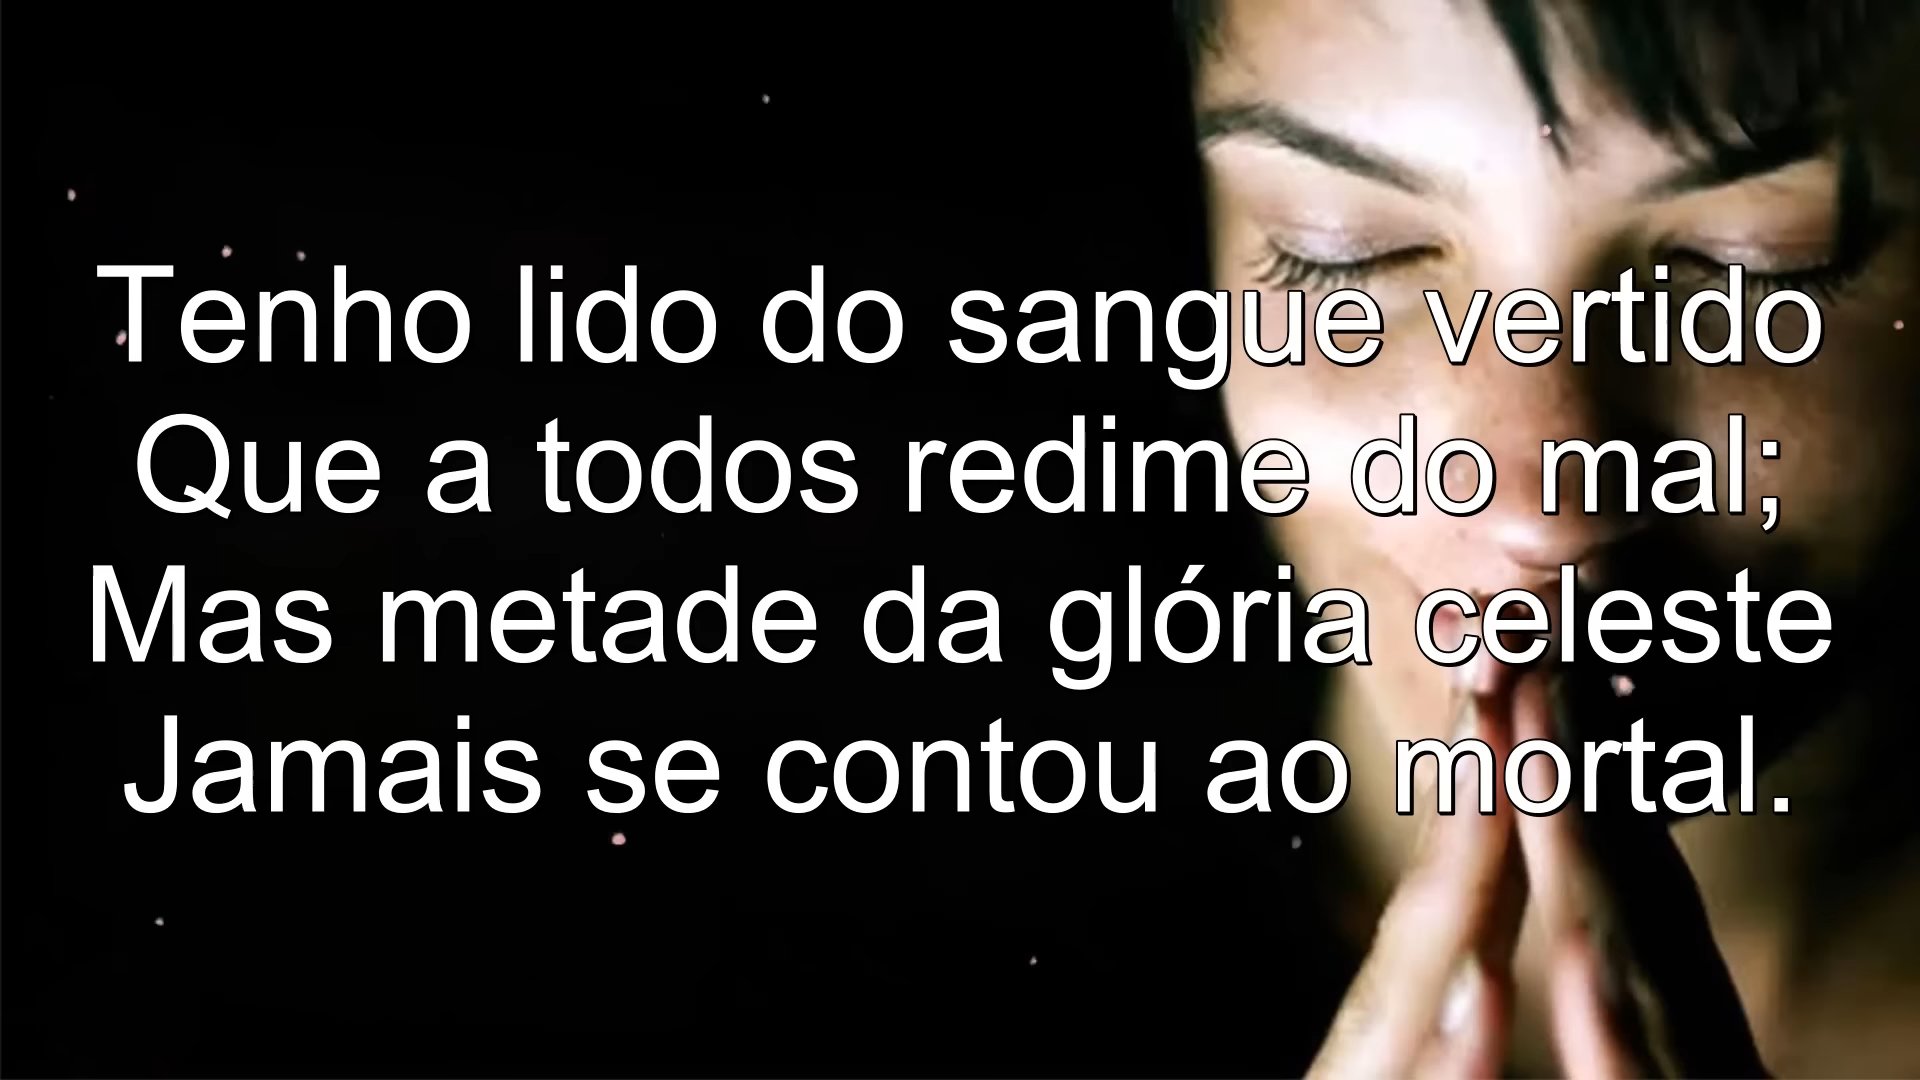 Tenho lido do sangue vertido
Que a todos redime do mal;
Mas metade da glória celeste
Jamais se contou ao mortal.